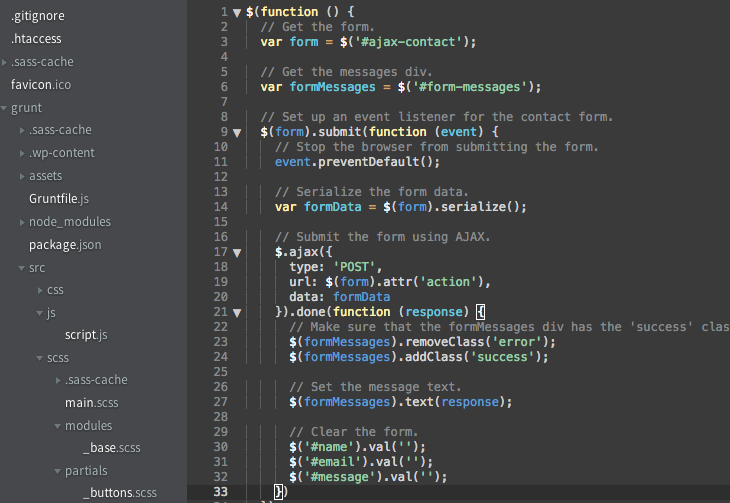 .gitignore
.htaccess
.sass-cache
favicon.ico
grunt
.sass-cache
.wp-content
assets
Gruntfile.js
node_modules
package.json
src
css
js
script.js
scss
.sass-cache
main.scss
modules
_base.scss
partials
_buttons.scss
1 $(function () {
2 // Get the form.
3 var form = $('#ajax-contact');
4
5 // Get the messages div.
6 var formMessages = $('#form-messages');
7
8 // Set up an event listener for the contact form.
9 $(form).submit(function (event) {
10 // Stop the browser from submitting the form.
11 event.preventDefault();
12
13 // Serialize the form data.
14 var formData = $(form).serialize();
15
16 // Submit the form using AJAX.
17 $.ajax({
18 type: 'POST',
19 url: $(form).attr('action'),
20 data: formData
21 }).done(function (response) {
22 // Make sure that the formMessages div has the 'success' clas
23 $(formMessages).removeClass('error');
24 $(formMessages).addClass('success');
25
26 // Set the message text.
27 $(formMessages).text(response);
28
29 // Clear the form.
30 $('#name').val('');
31 $('#email').val('');
32 $('#message').val('');
33 })